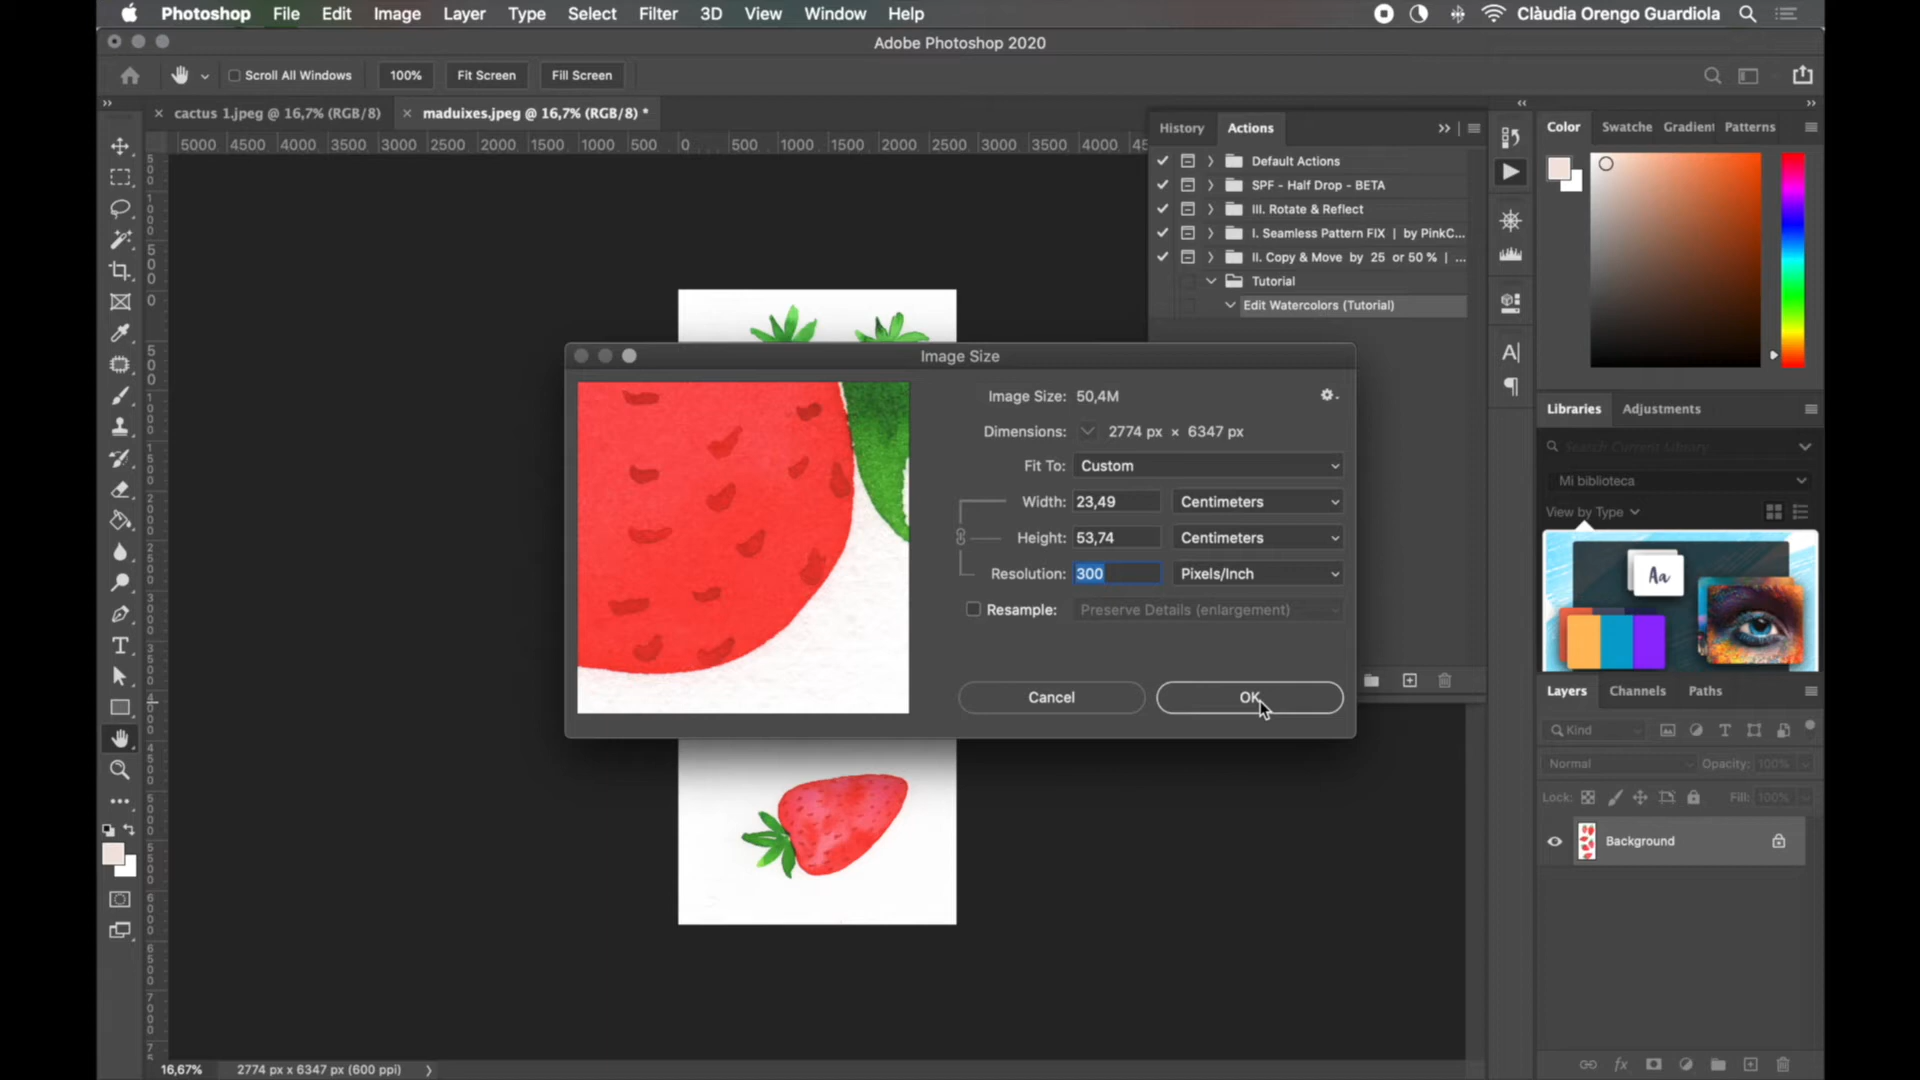 Photoshop File Edit Image Layer Type Select Filter 3D View Window Help Clàudia Orengo Guardiola
Adobe Photoshop 2020
Scroll All Windows 100% Fit Screen Fill Screen
cactus 1.jpeg @ 16,7% (RGB/8) maduixes.jpeg @ 16,7% (RGB/8) *
5000 4500 4000 3500 3000 2500 2000 1500 1000 500 0 500 1000 1500 2000 2500 3000 3500 4000 45
History Actions
Default Actions
SPF - Half Drop - BETA
III. Rotate & Reflect
I. Seamless Pattern FIX | by PinkC...
II. Copy & Move by 25 or 50 % | ...
Tutorial
Edit Watercolors (Tutorial)
Color Swatche Gradient Patterns
Image Size
Image Size: 50,4M
Dimensions: 2774 px × 6347 px
Fit To: Custom
Width: 23,49 Centimeters
Height: 53,74 Centimeters
Resolution: 300 Pixels/Inch
Resample: Preserve Details (enlargement)
Cancel OK
Libraries Adjustments
Search Current Library
Mi biblioteca
View by Type
Aa
Layers Channels Paths
Kind
Normal Opacity: 100%
Lock: Fill: 100%
Background
16,67% 2774 px x 6347 px (600 ppi)